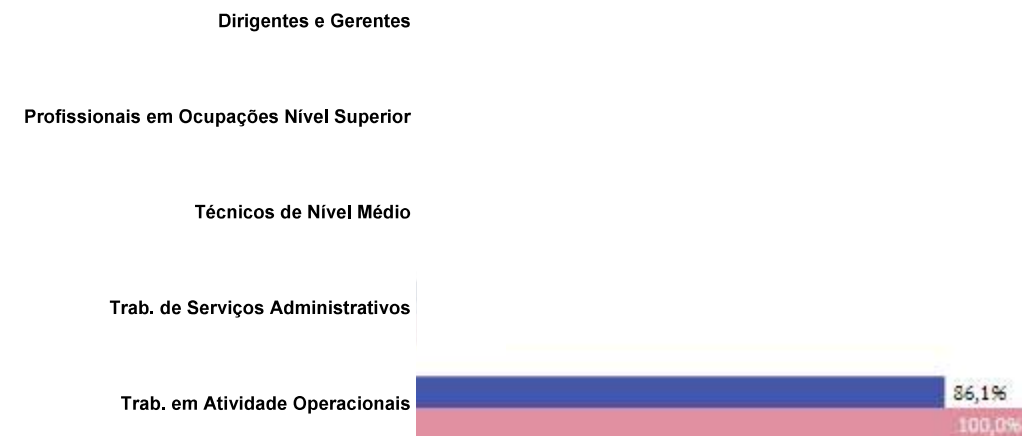 Dirigentes e Gerentes
Profissionais em Ocupações Nível Superior
Técnicos de Nível Médio
Trab. de Serviços Administrativos
Trab. em Atividade Operacionais
86,1%
100,0%